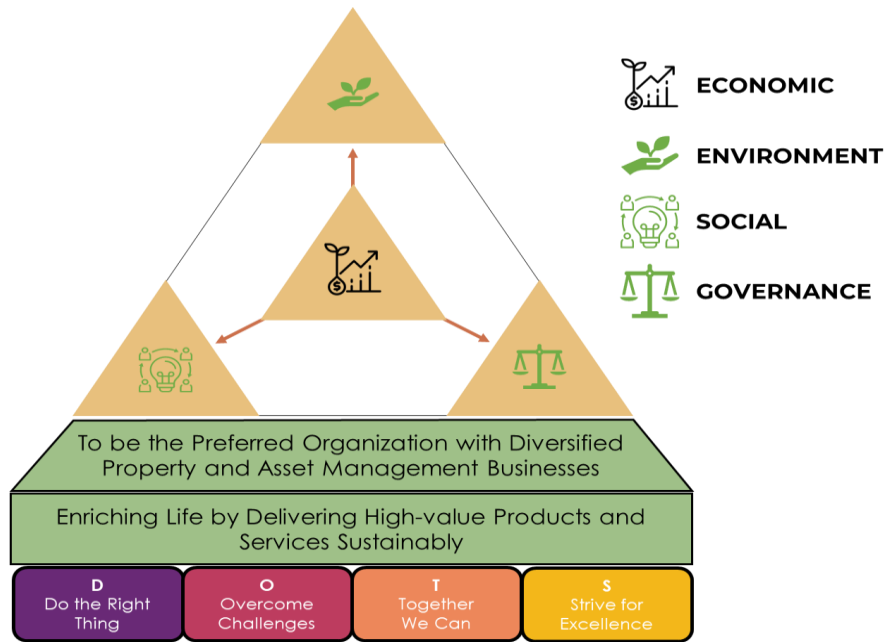 ECONOMIC
ENVIRONMENT
SOCIAL
GOVERNANCE
To be the Preferred Organization with Diversified
Property and Asset Management Businesses
Enriching Life by Delivering High-value Products and
Services Sustainably
D
Do the Right
Thing
O
Overcome
Challenges
T
Together
We Can
S
Strive for
Excellence